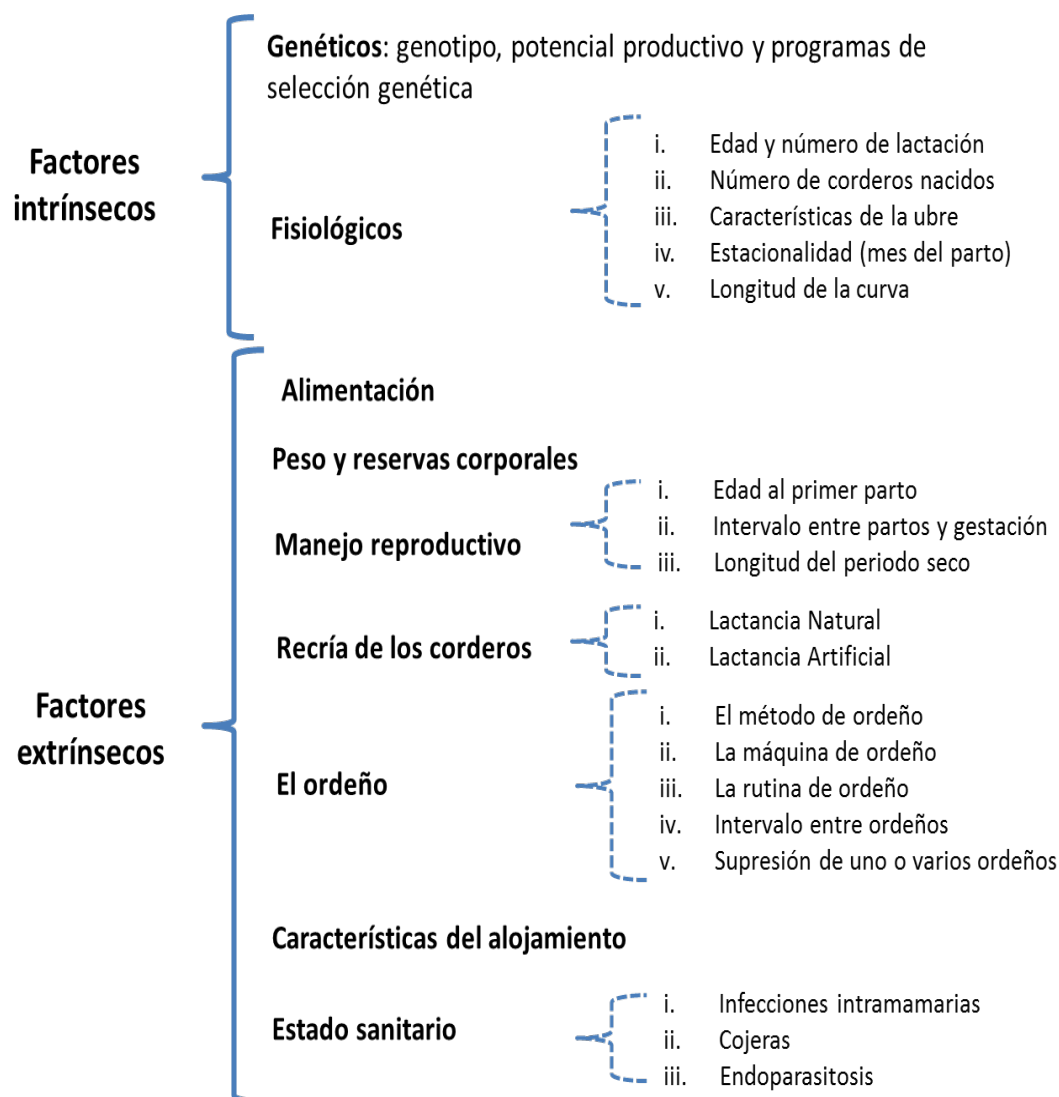 Factores
intrínsecos
Genéticos: genotipo, potencial productivo y programas de
selección genética
Fisiológicos
i. Edad y número de lactación
ii. Número de corderos nacidos
iii. Características de la ubre
iv. Estacionalidad (mes del parto)
v. Longitud de la curva
Factores
extrínsecos
Alimentación
Peso y reservas corporales
Manejo reproductivo
i. Edad al primer parto
ii. Intervalo entre partos y gestación
iii. Longitud del periodo seco
Recría de los corderos
i. Lactancia Natural
ii. Lactancia Artificial
El ordeño
i. El método de ordeño
ii. La máquina de ordeño
iii. La rutina de ordeño
iv. Intervalo entre ordeños
v. Supresión de uno o varios ordeños
Características del alojamiento
Estado sanitario
i. Infecciones intramamarias
ii. Cojeras
iii. Endoparasitosis